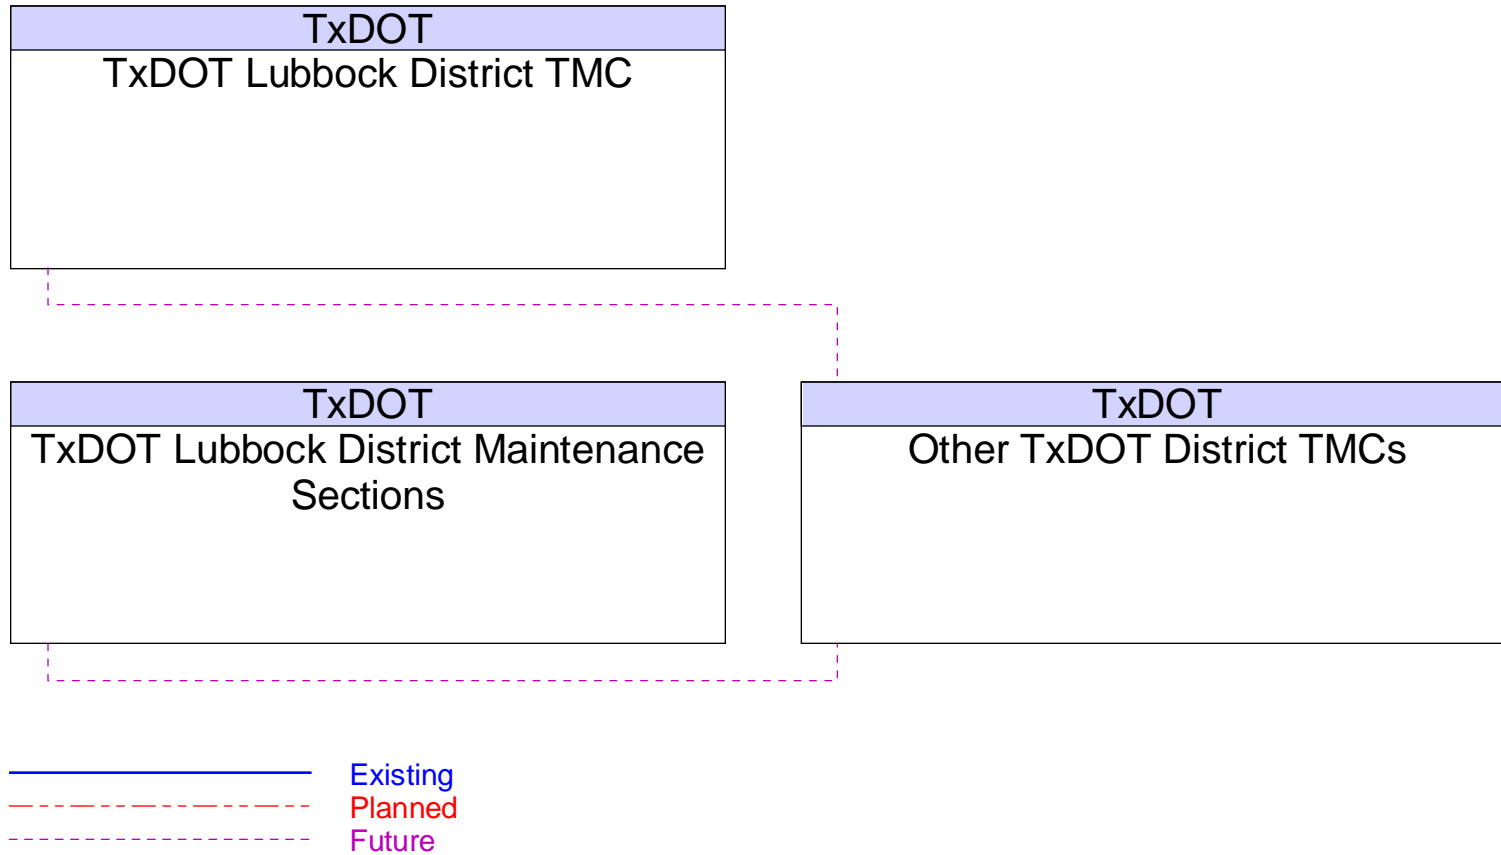 TxDOT
TxDOT Lubbock District TMC
TxDOT
TxDOT Lubbock District Maintenance
Sections
TxDOT
Other TxDOT District TMCs
Existing
Planned
Future